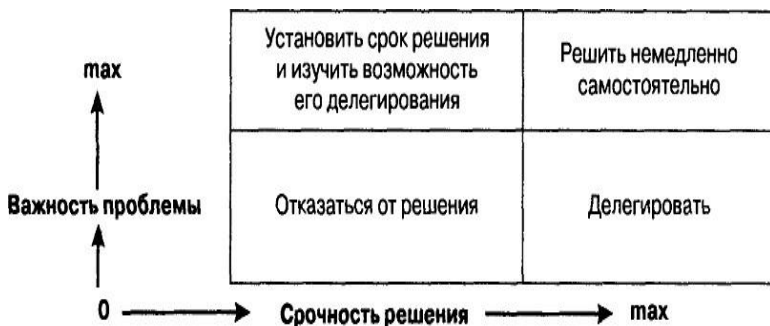 Установить срок решения
и изучить возможность
его делегирования
Решить немедленно
самостоятельно
max
Важность проблемы
Отказаться от решения
Делегировать
0
Срочность решения
max